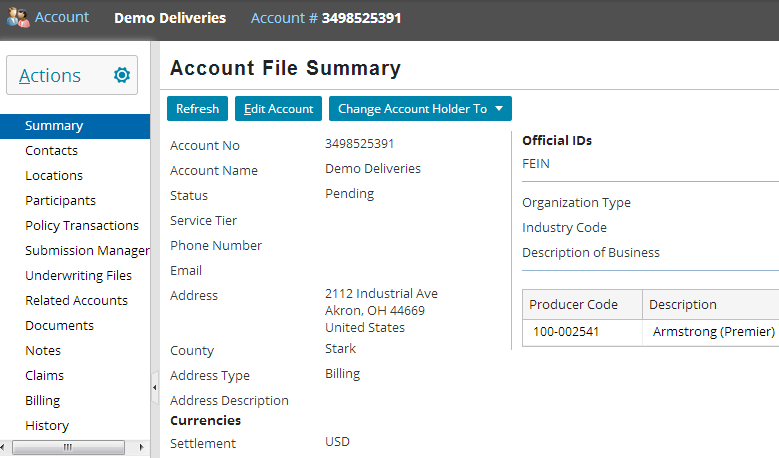 Account Demo Deliveries Account # 3498525391
Actions
Summary
Contacts
Locations
Participants
Policy Transactions
Submission Manager
Underwriting Files
Related Accounts
Documents
Notes
Claims
Billing
History
Account File Summary
Refresh Edit Account Change Account Holder To
Account No 3498525391
Account Name Demo Deliveries
Status Pending
Service Tier
Phone Number
Email
Address 2112 Industrial Ave
Akron, OH 44669
United States
County Stark
Address Type Billing
Address Description
Currencies
Settlement USD
Official IDs
FEIN
Organization Type
Industry Code
Description of Business
Producer Code Description
100-002541 Armstrong (Premier)